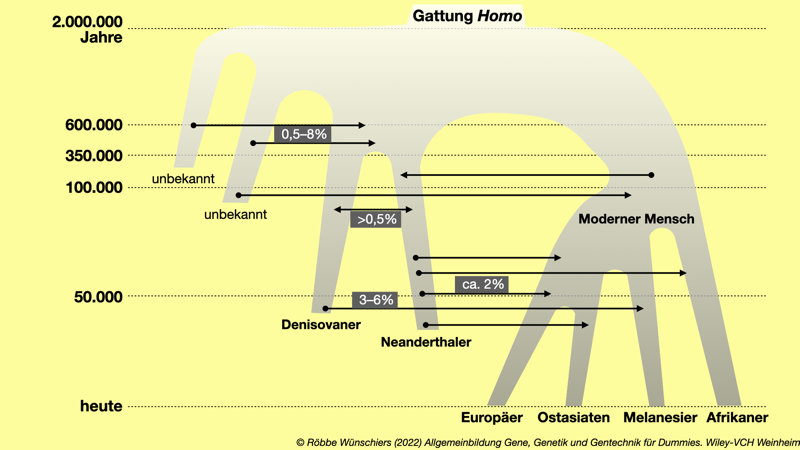 Gattung Homo
2.000.000
Jahre
600.000
0,5–8%
350.000
unbekannt
100.000
unbekannt
>0,5%
Moderner Mensch
ca. 2%
50.000
3–6%
Denisovaner
Neanderthaler
heute
Europäer Ostasiaten Melanesier Afrikaner
© Röbbe Wünschiers (2022) Allgemeinbildung Gene, Genetik und Gentechnik für Dummies. Wiley-VCH Weinheim